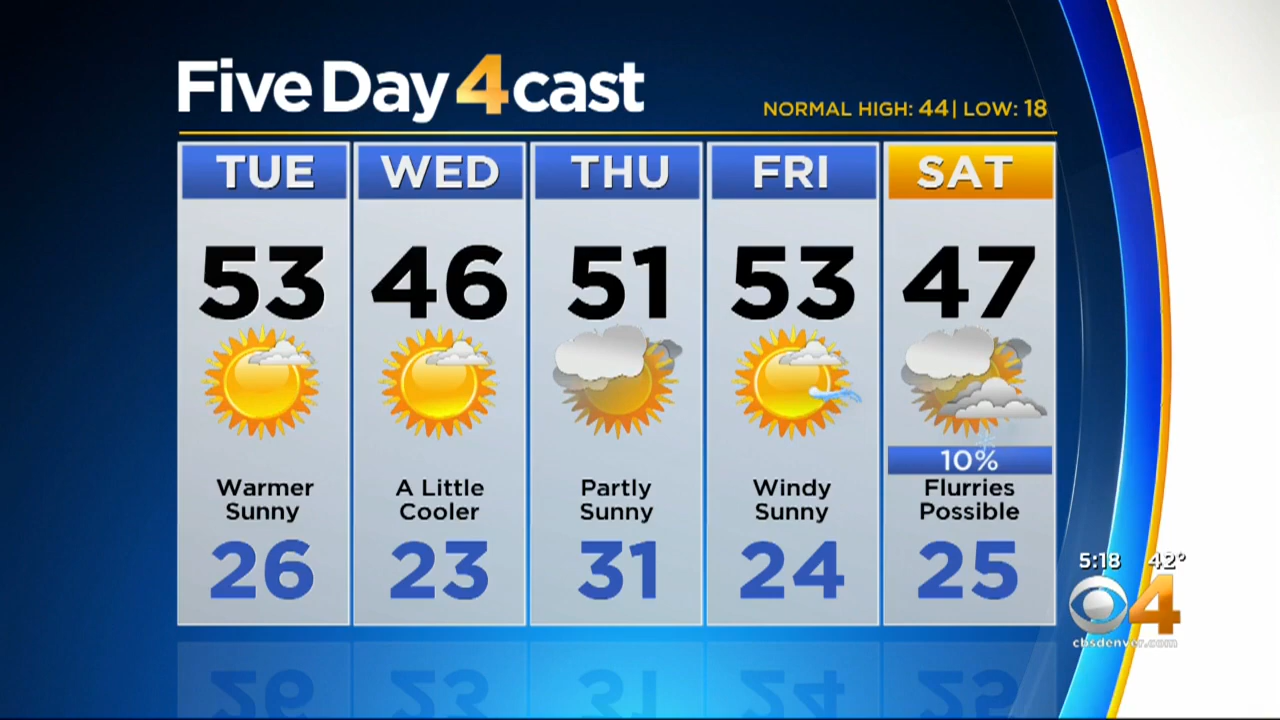 Five Day 4cast
NORMAL HIGH: 44 | LOW: 18
TUE WED THU FRI SAT
53 46 51 53 47
10%
Warmer A Little Partly Windy Flurries
Sunny Cooler Sunny Sunny Possible
26 23 31 24 25
5:18 42°
4
cbsdenver.com